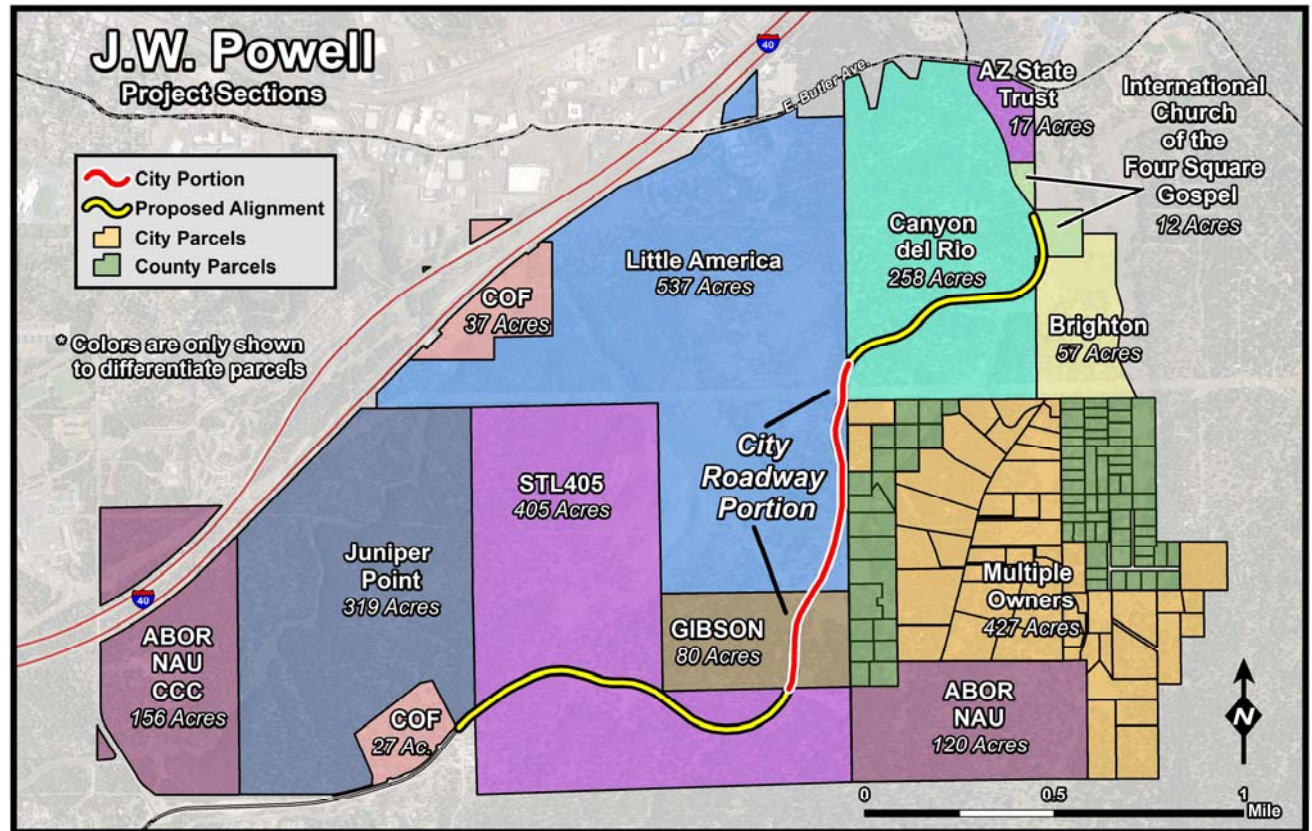 J.W. Powell
Project Sections
City Portion
Proposed Alignment
City Parcels
County Parcels
* Colors are only shown
to differentiate parcels
40
E. Butler Ave.
AZ State
Trust
17 Acres
International
Church
of the
Four Square
Gospel
12 Acres
Canyon
del Rio
258 Acres
Little America
537 Acres
COF
37 Acres
Brighton
57 Acres
City
Roadway
Portion
STL405
405 Acres
Juniper
Point
319 Acres
Multiple
Owners
427 Acres
40
GIBSON
80 Acres
ABOR
NAU
CCC
156 Acres
COF
27 Ac.
ABOR
NAU
120 Acres
N
0 0.5 1
Mile